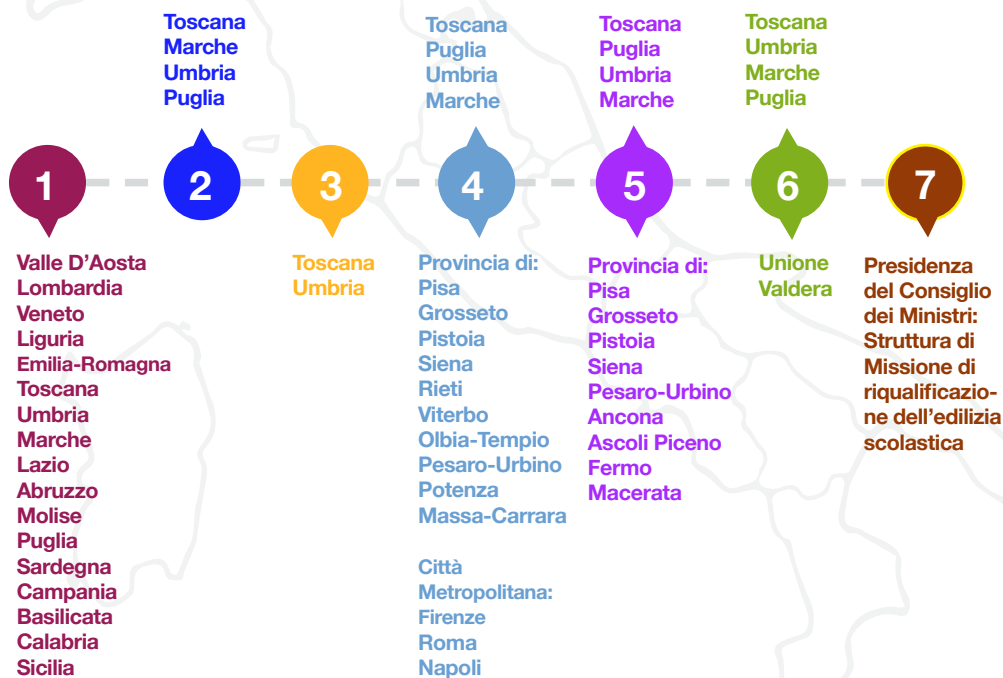 Toscana
Marche
Umbria
Puglia
Toscana
Puglia
Umbria
Marche
Toscana
Puglia
Umbria
Marche
Toscana
Umbria
Marche
Puglia
1
2
3
4
5
6
7
Valle D’Aosta
Lombardia
Veneto
Liguria
Emilia-Romagna
Toscana
Umbria
Marche
Lazio
Abruzzo
Molise
Puglia
Sardegna
Campania
Basilicata
Calabria
Sicilia
Toscana
Umbria
Provincia di:
Pisa
Grosseto
Pistoia
Siena
Rieti
Viterbo
Olbia-Tempio
Pesaro-Urbino
Potenza
Massa-Carrara
Città
Metropolitana:
Firenze
Roma
Napoli
Provincia di:
Pisa
Grosseto
Pistoia
Siena
Pesaro-Urbino
Ancona
Ascoli Piceno
Fermo
Macerata
Unione
Valdera
Presidenza
del Consiglio
dei Ministri:
Struttura di
Missione di
riqualificazio-
ne dell’edilizia
scolastica